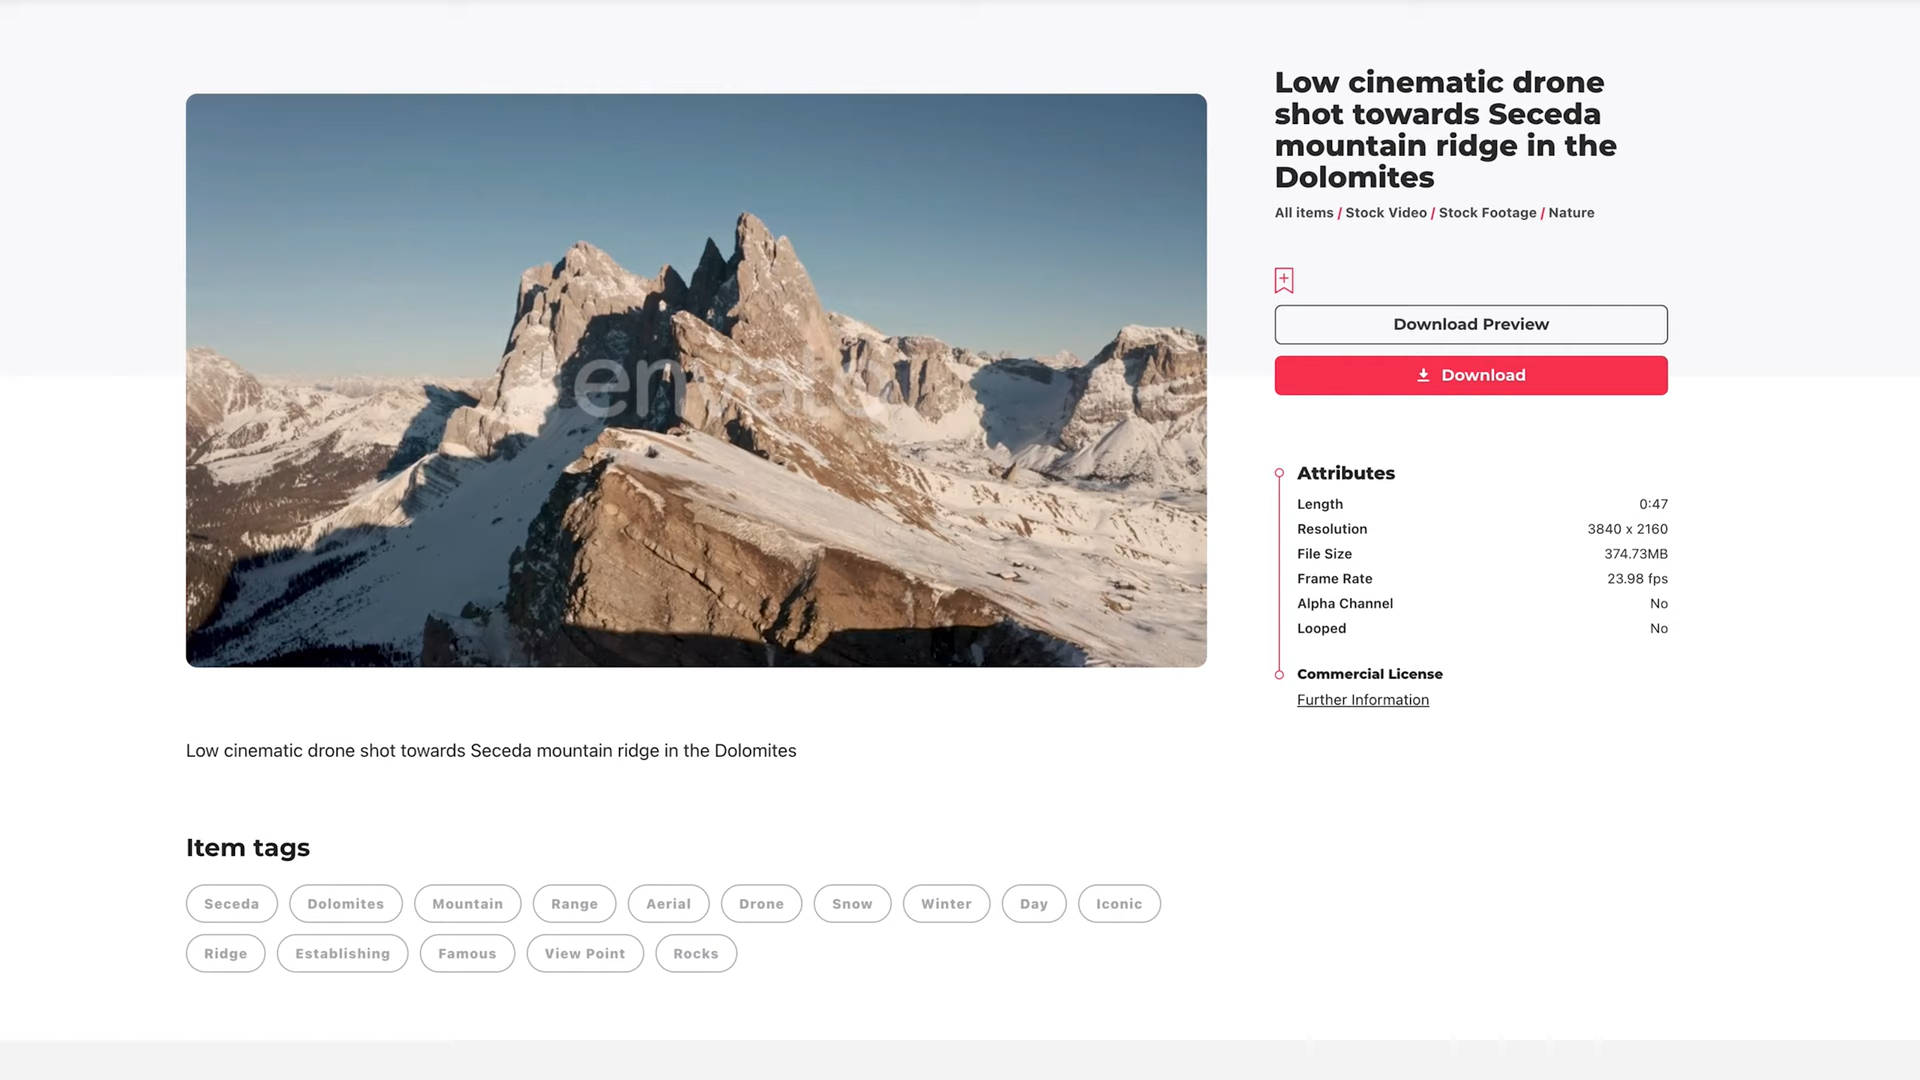 Low cinematic drone
shot towards Seceda
mountain ridge in the
Dolomites
All items / Stock Video / Stock Footage / Nature
Download Preview
Download
envato
Attributes
Length 0:47
Resolution 3840 x 2160
File Size 374.73MB
Frame Rate 23.98 fps
Alpha Channel No
Looped No
Commercial License
Further Information
Low cinematic drone shot towards Seceda mountain ridge in the Dolomites
Item tags
Seceda Dolomites Mountain Range Aerial Drone Snow Winter Day Iconic
Ridge Establishing Famous View Point Rocks